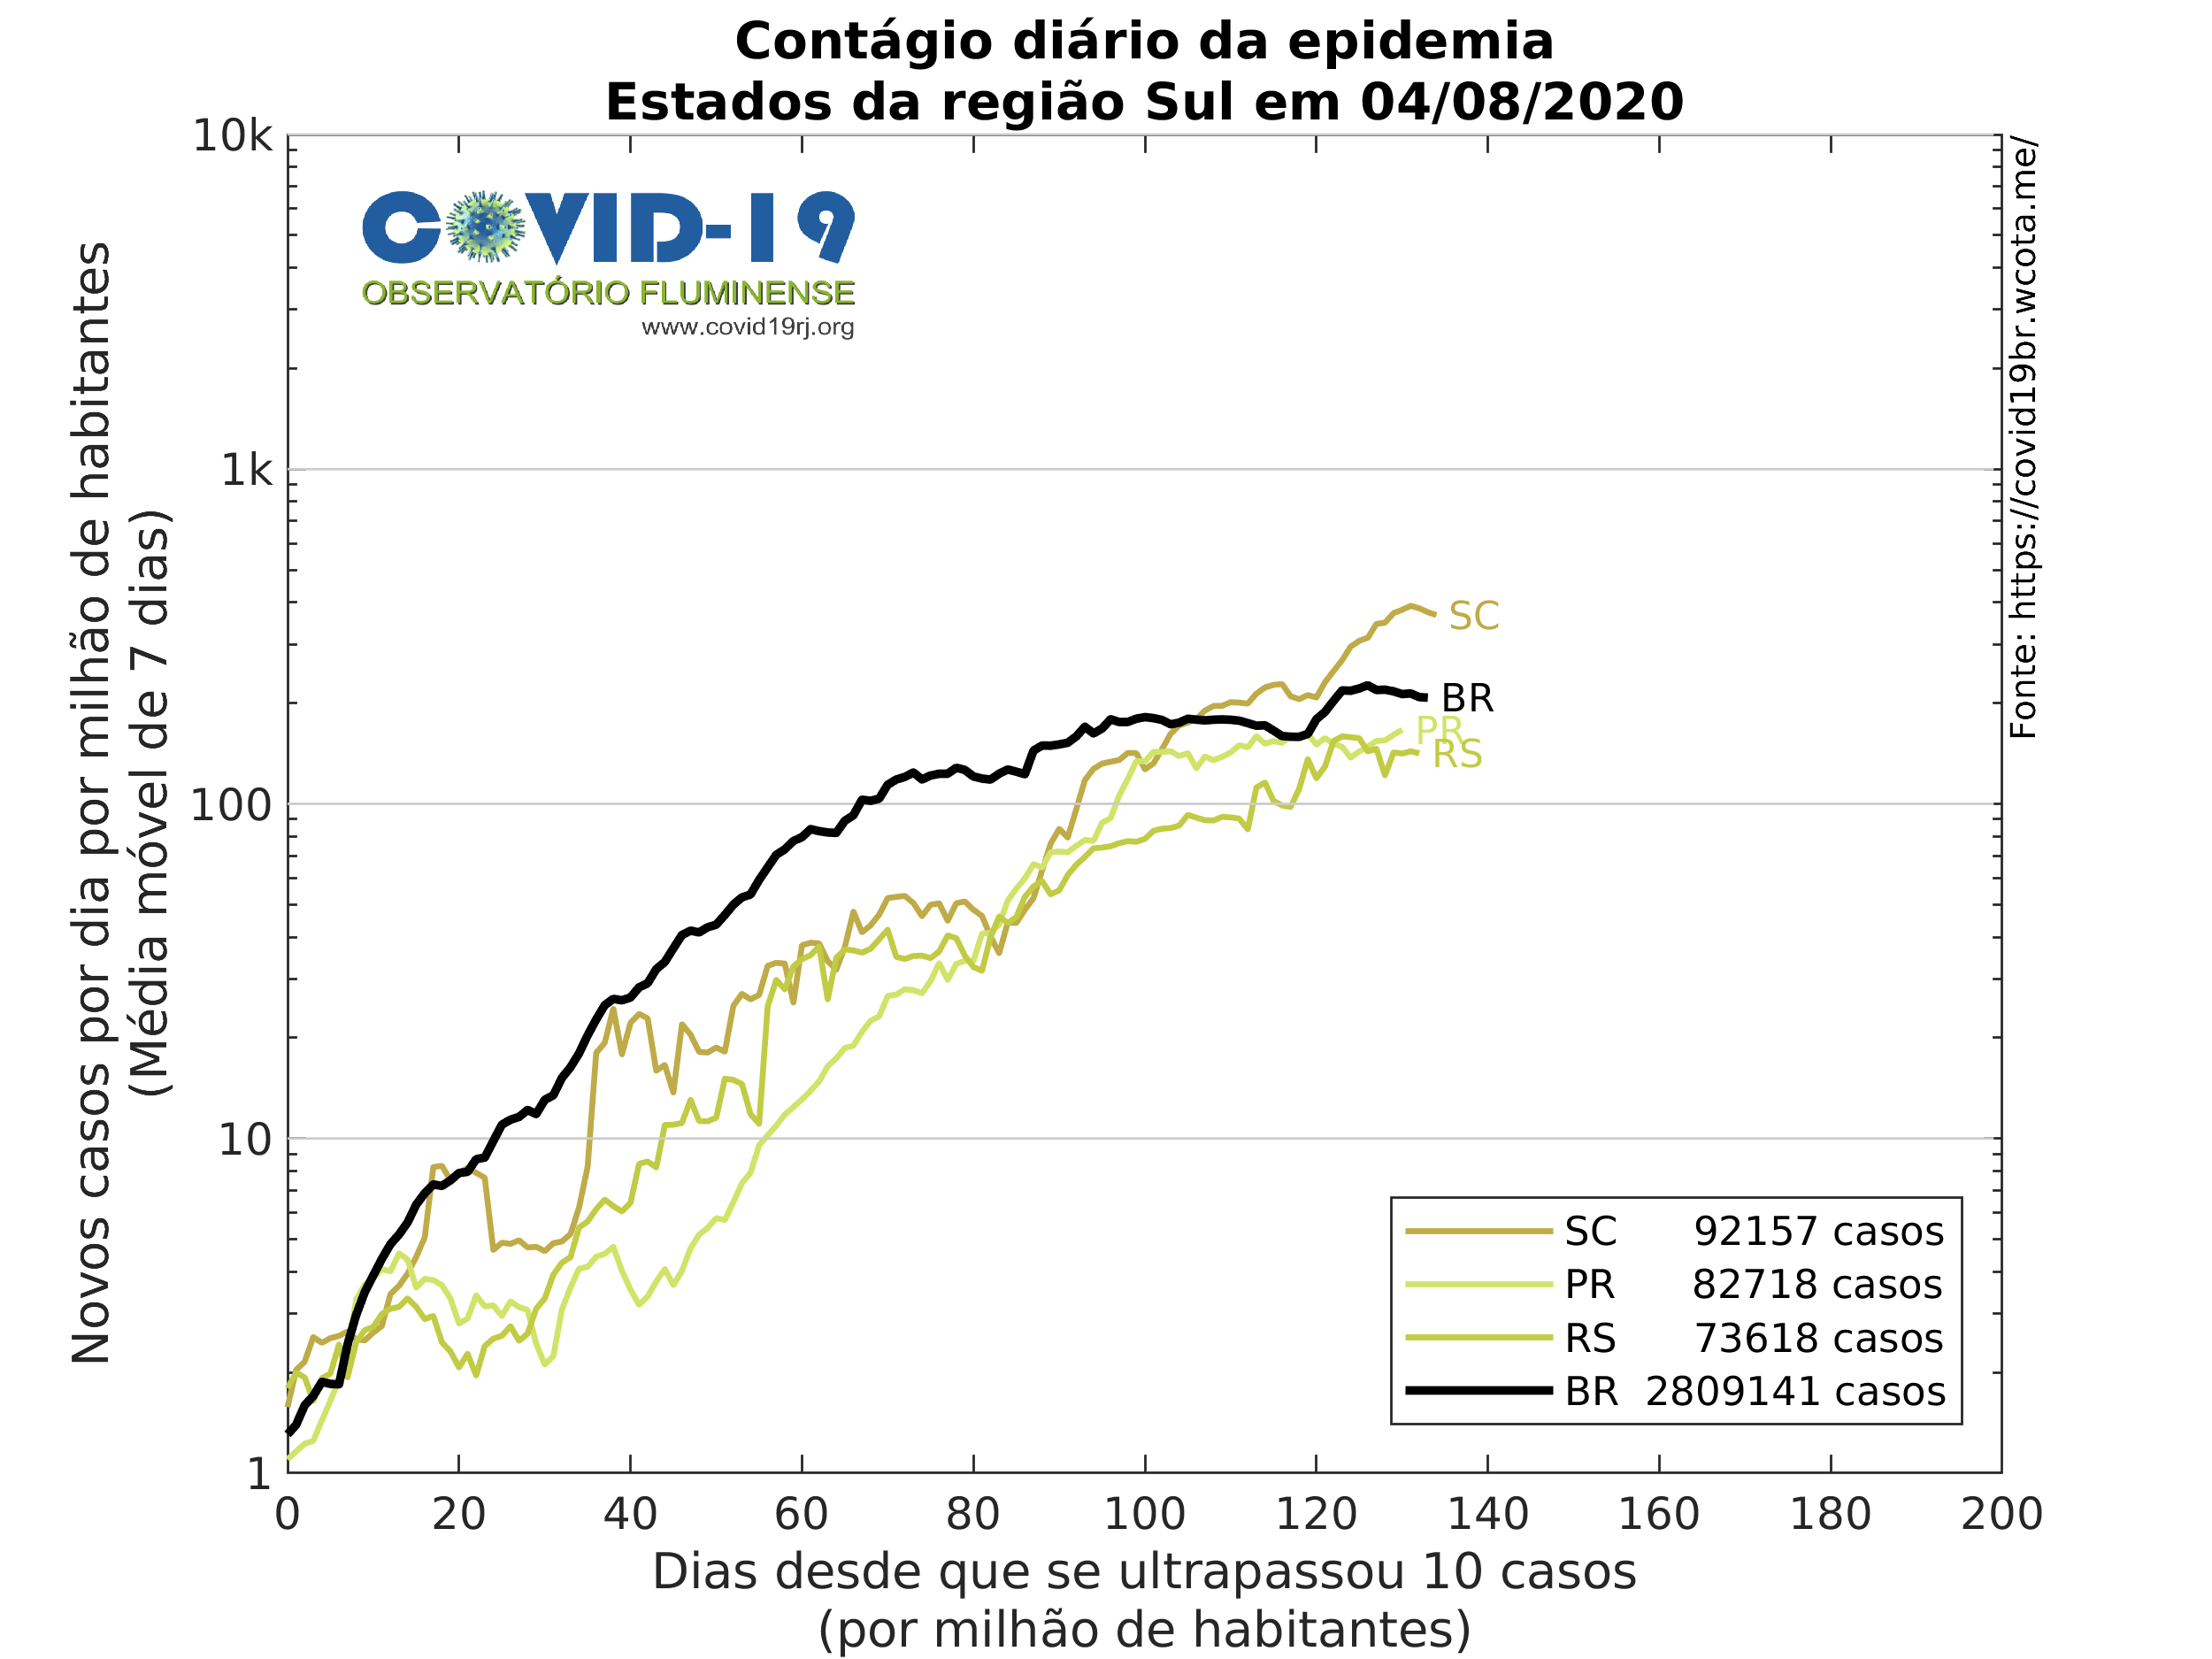 Contágio diário da epidemia
Estados da região Sul em 04/08/2020
COVID-19
OBSERVATÓRIO FLUMINENSE
www.covid19rj.org
Novos casos por dia por milhão de habitantes
(Média móvel de 7 dias)
10k
1k
100
10
1
Fonte: https://covid19br.wcota.me/
SC
BR
PR
RS
SC 92157 casos
PR 82718 casos
RS 73618 casos
BR 2809141 casos
0 20 40 60 80 100 120 140 160 180 200
Dias desde que se ultrapassou 10 casos
(por milhão de habitantes)